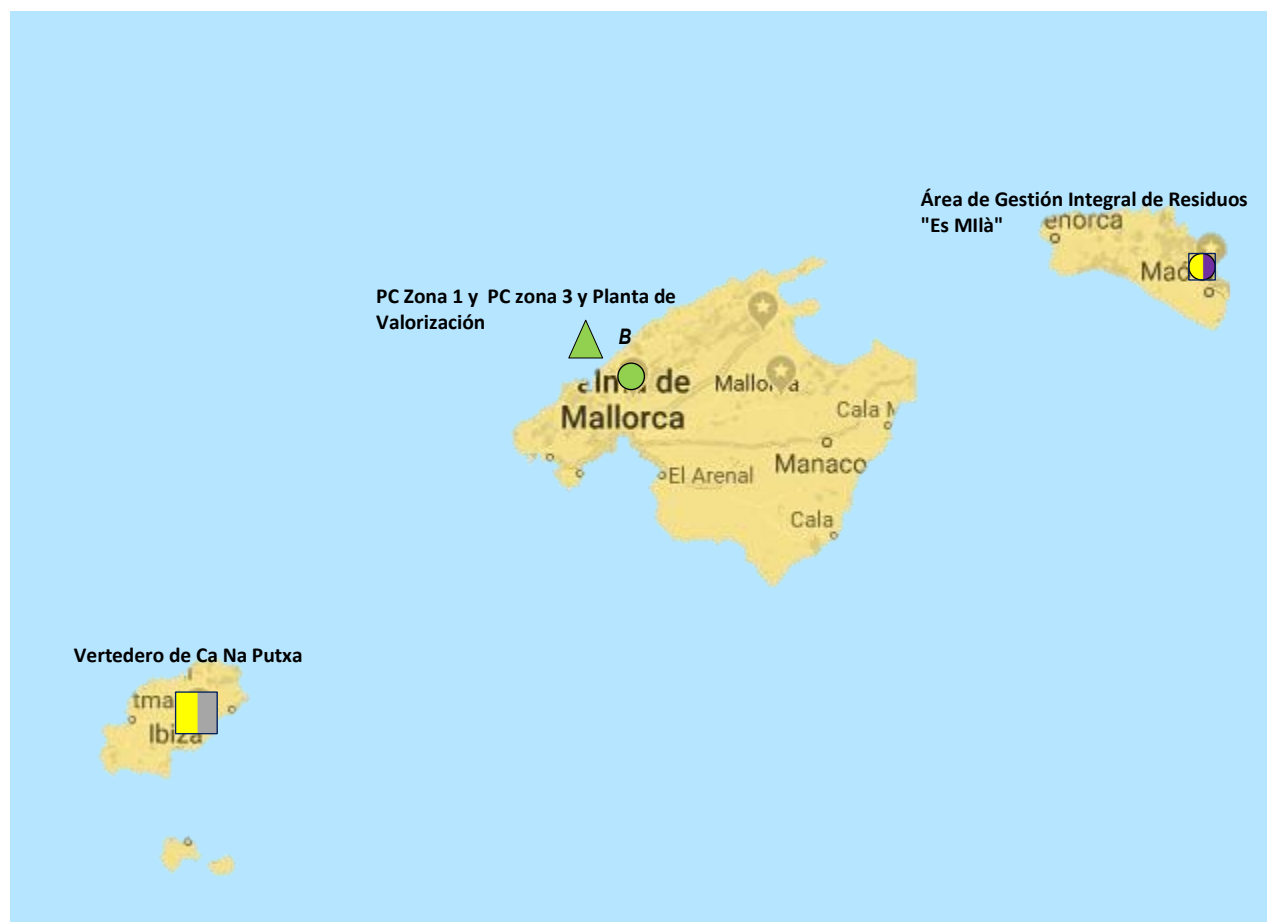 Área de Gestión Integral de Residuos
"Es MIlà"
enorca
Mad
PC Zona 1 y PC zona 3 y Planta de
Valorización
B
de
Mallorca
Cala
Mallorca
Manaco
El Arenal
Cala
Vertedero de Ca Na Putxa
tma
Ibiza